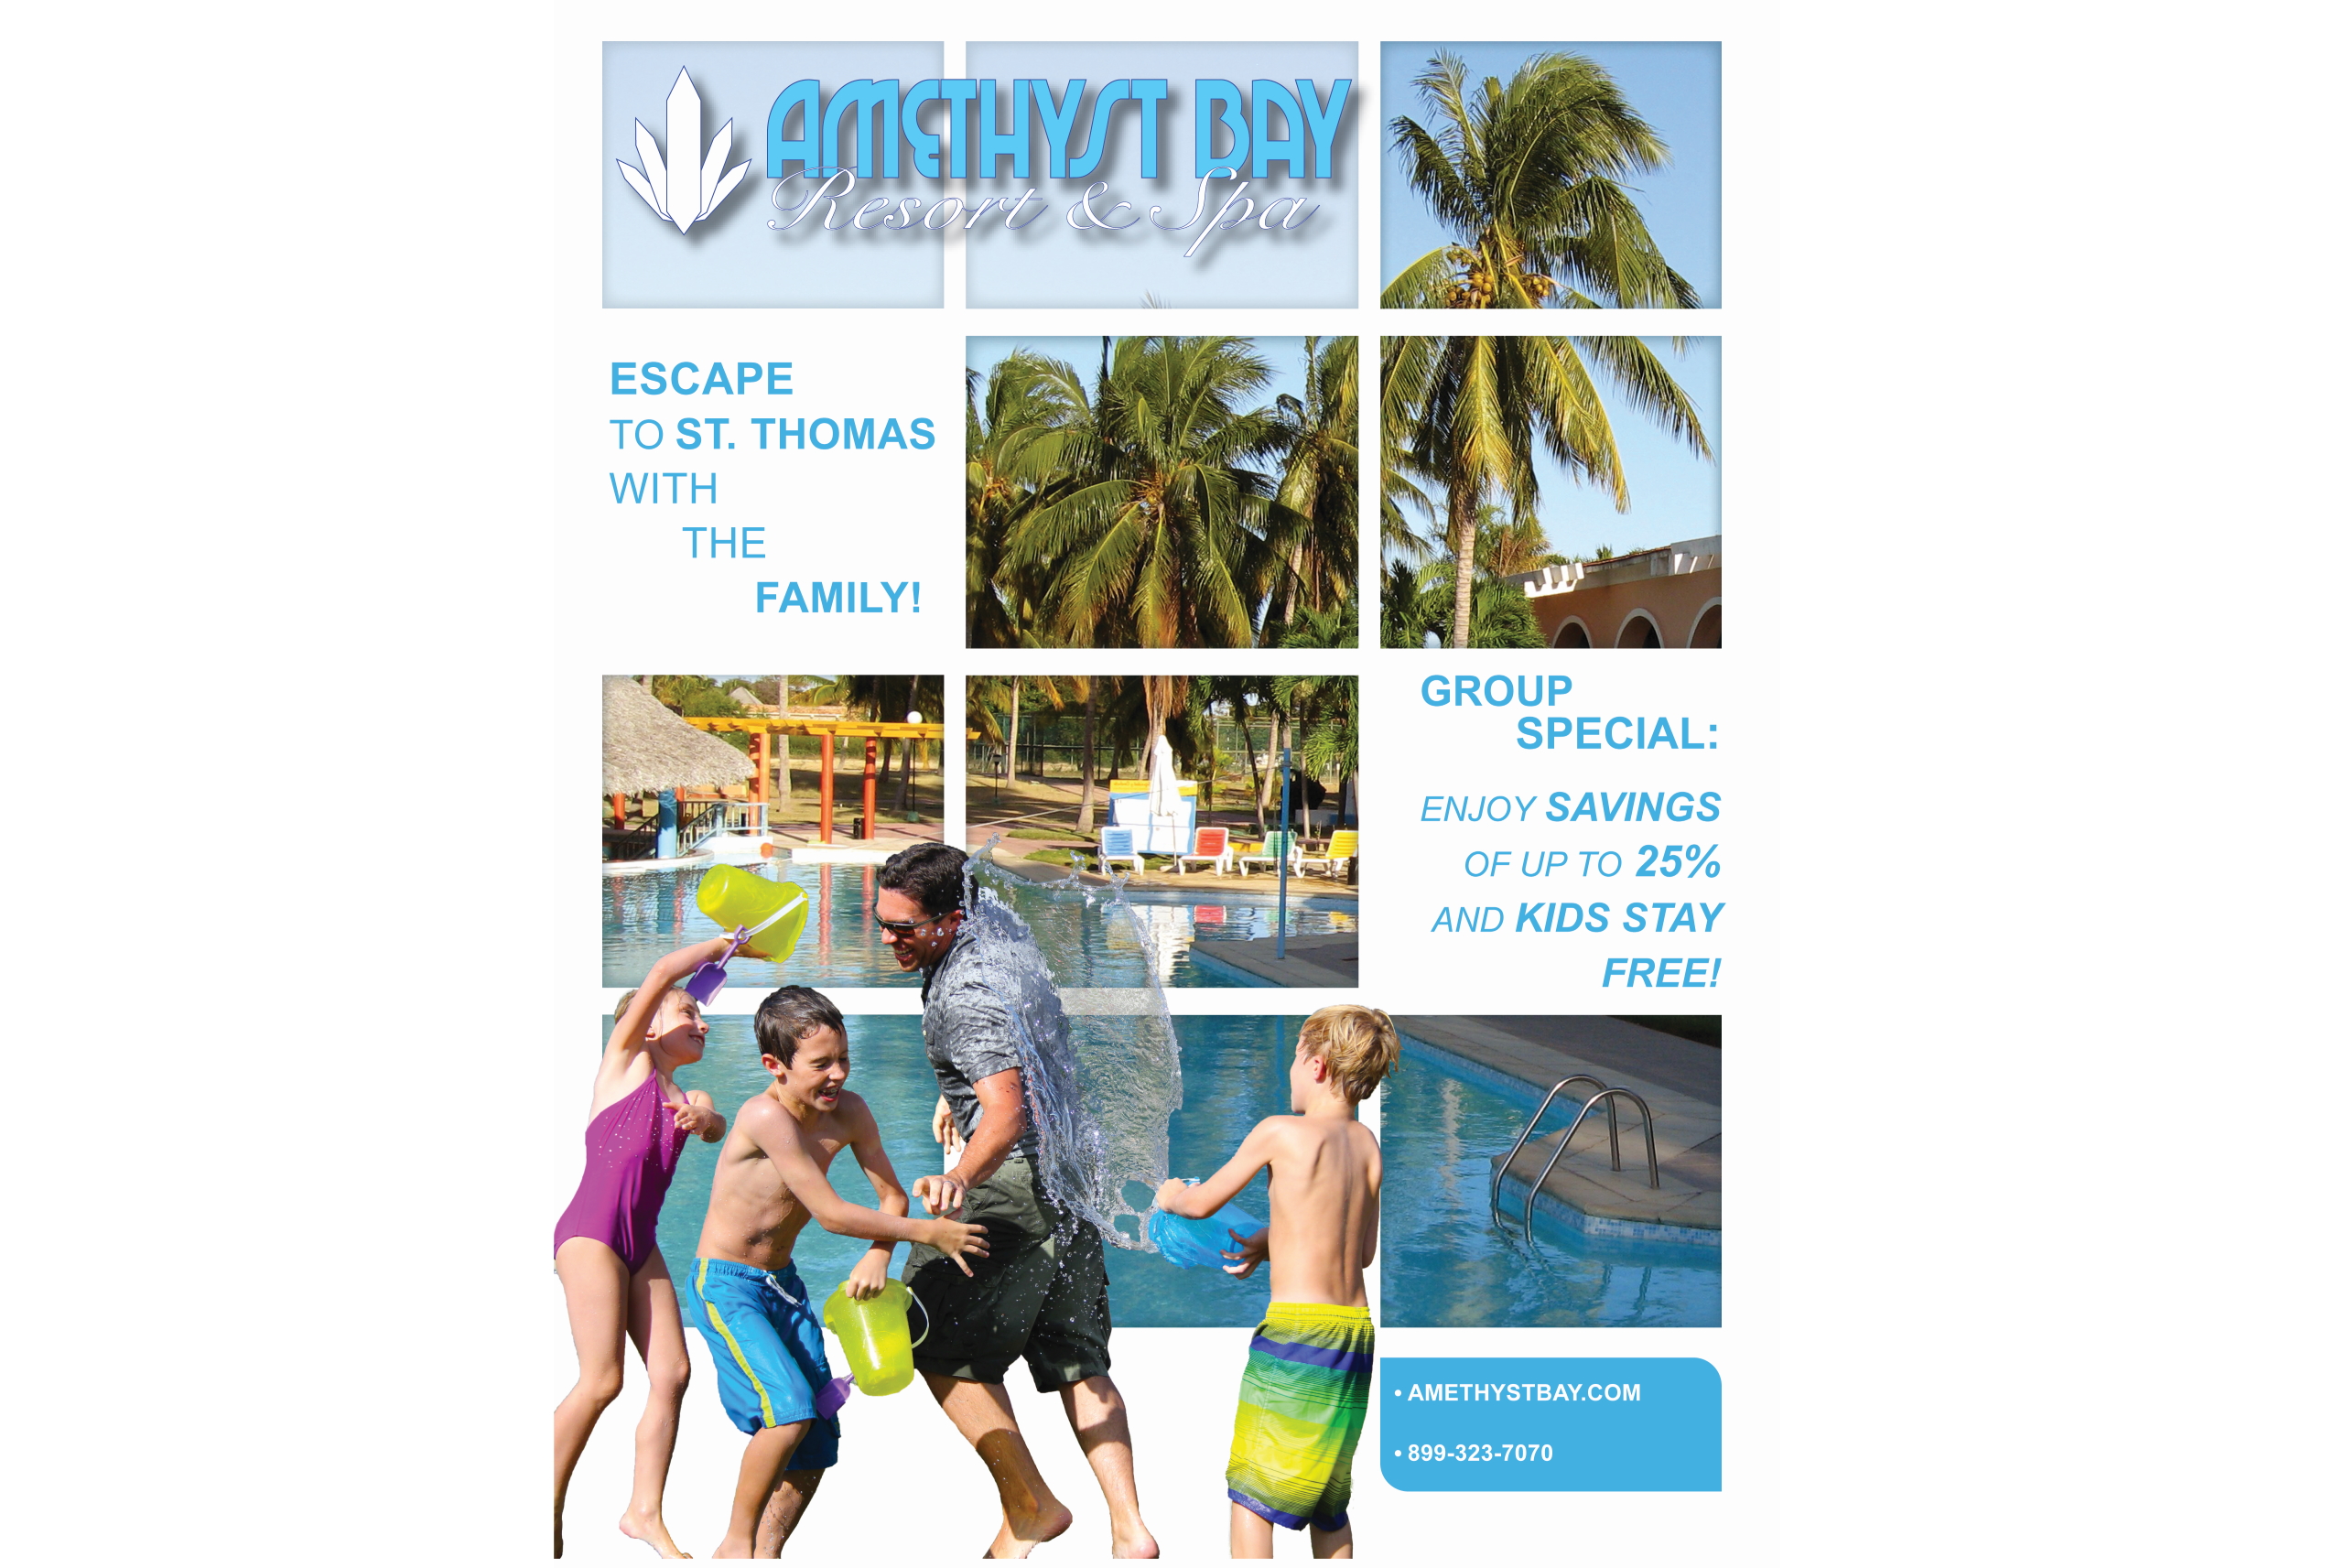 AMETHYST BAY
Resort & Spa
ESCAPE
TO ST. THOMAS
WITH
THE
FAMILY!
GROUP
SPECIAL:
ENJOY SAVINGS
OF UP TO 25%
AND KIDS STAY
FREE!
• AMETHYSTBAY.COM
• 899-323-7070